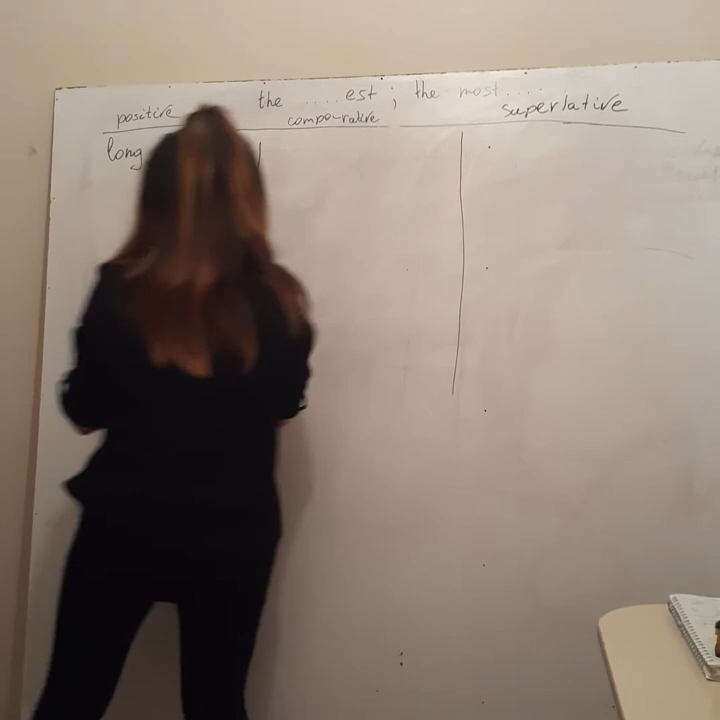 the .... est ; the most ....
positive comparative superlative
long